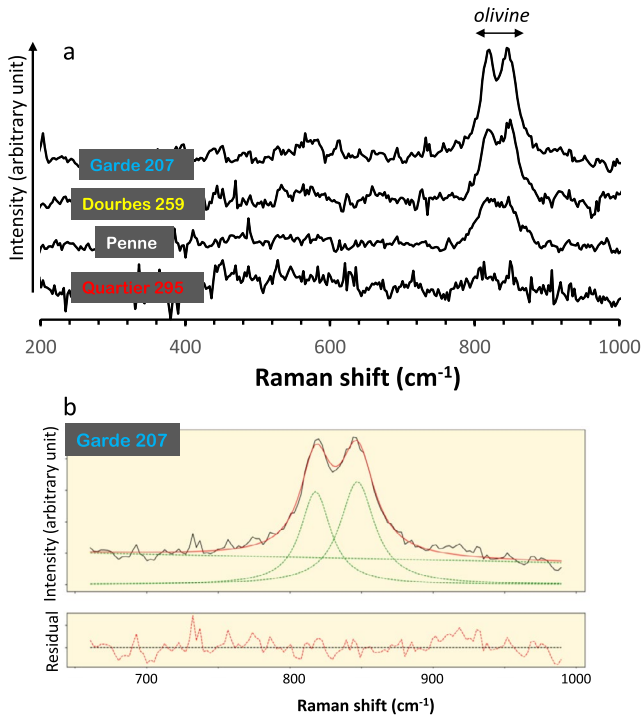 olivine
a
Intensity (arbitrary unit)
Garde 207
Dourbes 259
Penne
Quartier 295
200 400 600 800 1000
Raman shift (cm-1)
b
Garde 207
Intensity (arbitrary unit)
Residual
700 800 900 1000
Raman shift (cm-1)